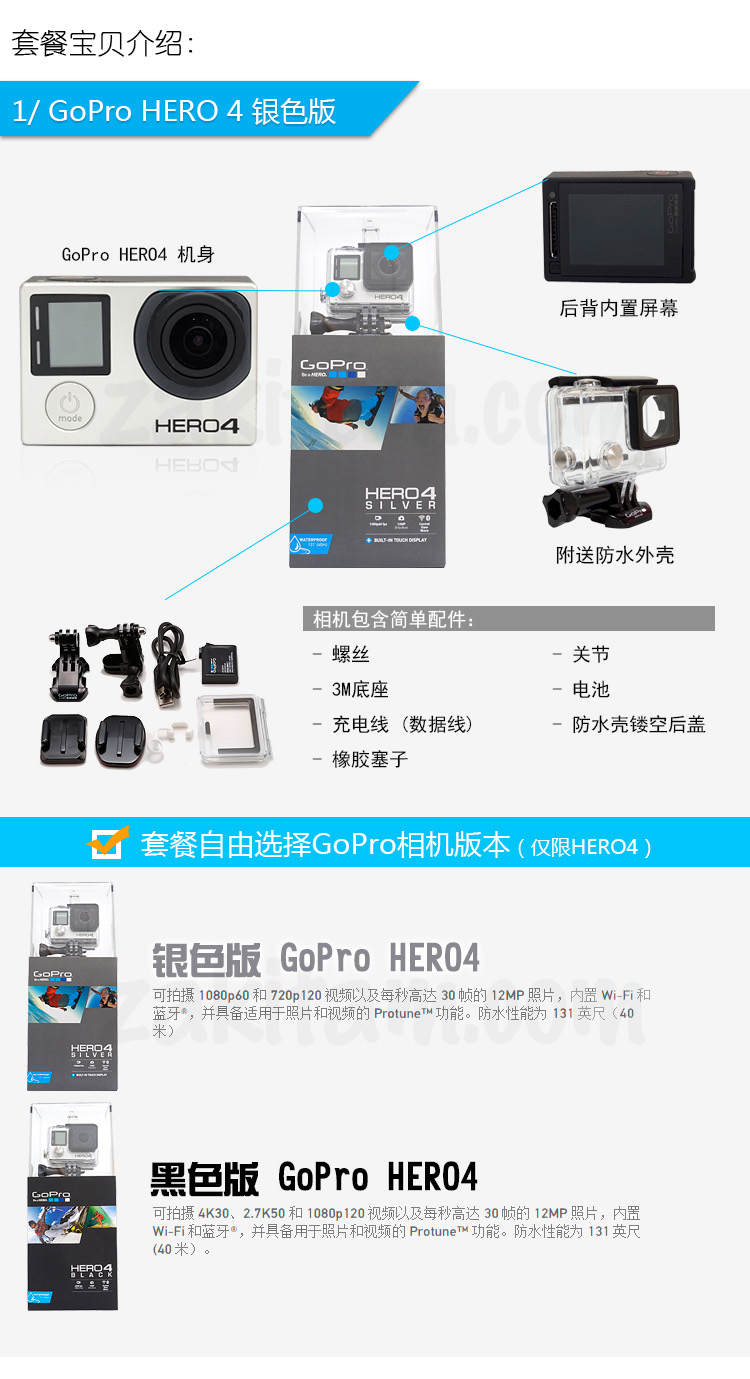 套餐宝贝介绍：
1/ GoPro HERO 4 银色版
GoPro HERO4 机身
后背内置屏幕
mode
HERO4
GoPro
Be a HERO.
HERO4
HERO4
SILVER
WATERPROOF
BUILT-IN TOUCH DISPLAY
附送防水外壳
相机包含简单配件：
- 螺丝
- 关节
- 3M底座
- 电池
- 充电线（数据线）
- 防水壳镂空后盖
- 橡胶塞子
套餐自由选择GoPro相机版本（仅限HERO4）
银色版 GoPro HERO4
可拍摄 1080p60 和 720p120 视频以及每秒高达 30 帧的 12MP 照片，内置 Wi-Fi 和
蓝牙®，并具备适用于照片和视频的 Protune™ 功能。防水性能为 131 英尺（40
米）
GoPro
HERO4
SILVER
黑色版 GoPro HERO4
可拍摄 4K30、2.7K50 和 1080p120 视频以及每秒高达 30 帧的 12MP 照片，内置
Wi-Fi 和蓝牙®，并具备用于照片和视频的 Protune™ 功能。防水性能为 131 英尺
(40 米) 。
GoPro
HERO4
BLACK
zakitam.com